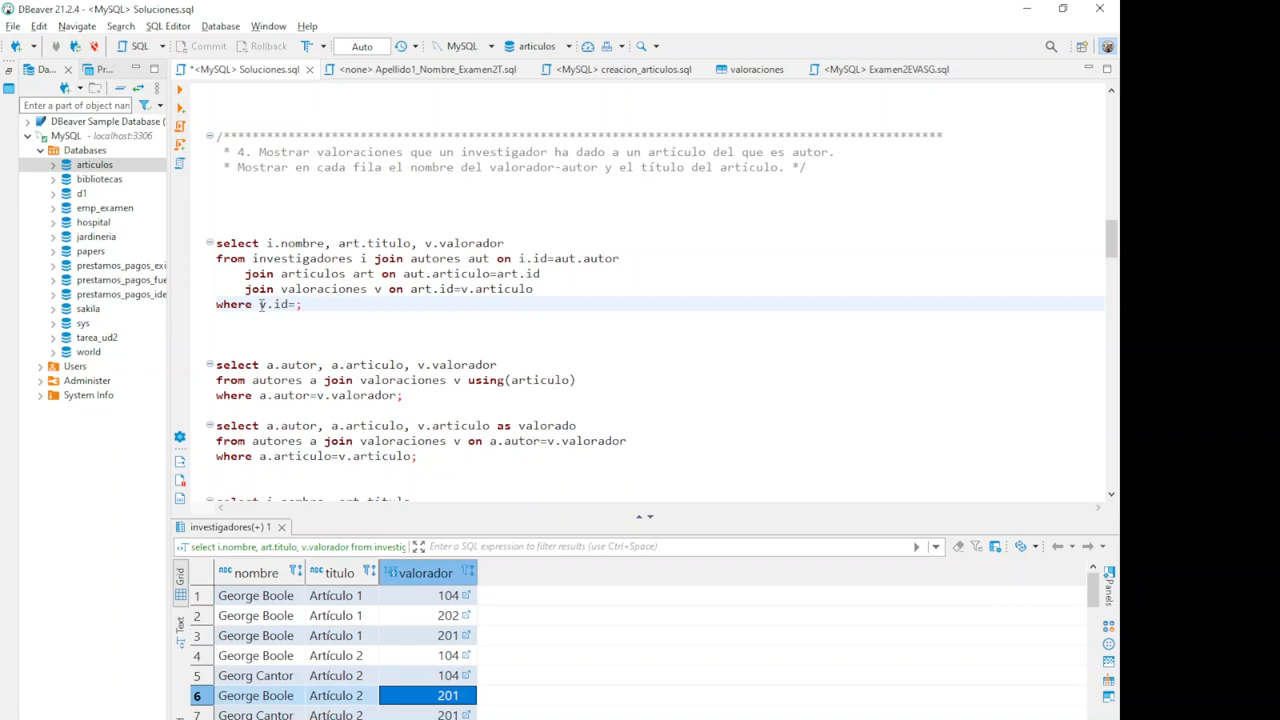 DBeaver 21.2.4 - <MySQL> Soluciones.sql
File Edit Navigate Search SQL Editor Database Window Help
SQL Commit Rollback Auto MySQL articulos
Da... Pr...
*<MySQL> Soluciones.sql <none> Apellido1_Nombre_Examen2T.sql <MySQL> creacion_articulos.sql valoraciones <MySQL> Examen2EVASG.sql
Enter a part of object nan
DBeaver Sample Database (
MySQL - localhost:3306
Databases
articulos
bibliotecas
d1
emp_examen
hospital
jardineria
papers
prestamos_pagos_exi
prestamos_pagos_fue
prestamos_pagos_ide
sakila
sys
tarea_ud2
world
Users
Administer
System Info
* 4. Mostrar valoraciones que un investigador ha dado a un artículo del que es autor.
* Mostrar en cada fila el nombre del valorador-autor y el título del artículo. */
select i.nombre, art.titulo, v.valorador
from investigadores i join autores aut on i.id=aut.autor
join articulos art on aut.articulo=art.id
join valoraciones v on art.id=v.articulo
where v.id=;
select a.autor, a.articulo, v.valorador
from autores a join valoraciones v using(articulo)
where a.autor=v.valorador;
select a.autor, a.articulo, v.articulo as valorado
from autores a join valoraciones v on a.autor=v.valorador
where a.articulo=v.articulo;
select i.nombre, art.titulo
investigadores(+) 1
select i.nombre, art.titulo, v.valorador from investig
Enter a SQL expression to filter results (use Ctrl+Space)
Grid
Text
Panels
nombre titulo valorador
1 George Boole Artículo 1 104
2 George Boole Artículo 1 202
3 George Boole Artículo 1 201
4 George Boole Artículo 2 104
5 Georg Cantor Artículo 2 104
6 George Boole Artículo 2 201
7 Georg Cantor Artículo 2 201